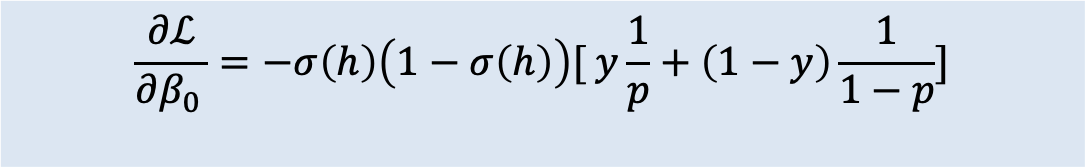 ∂ℒ/∂β₀ = −σ(h)(1 − σ(h))[ y 1/p + (1 − y) 1/(1 − p)]